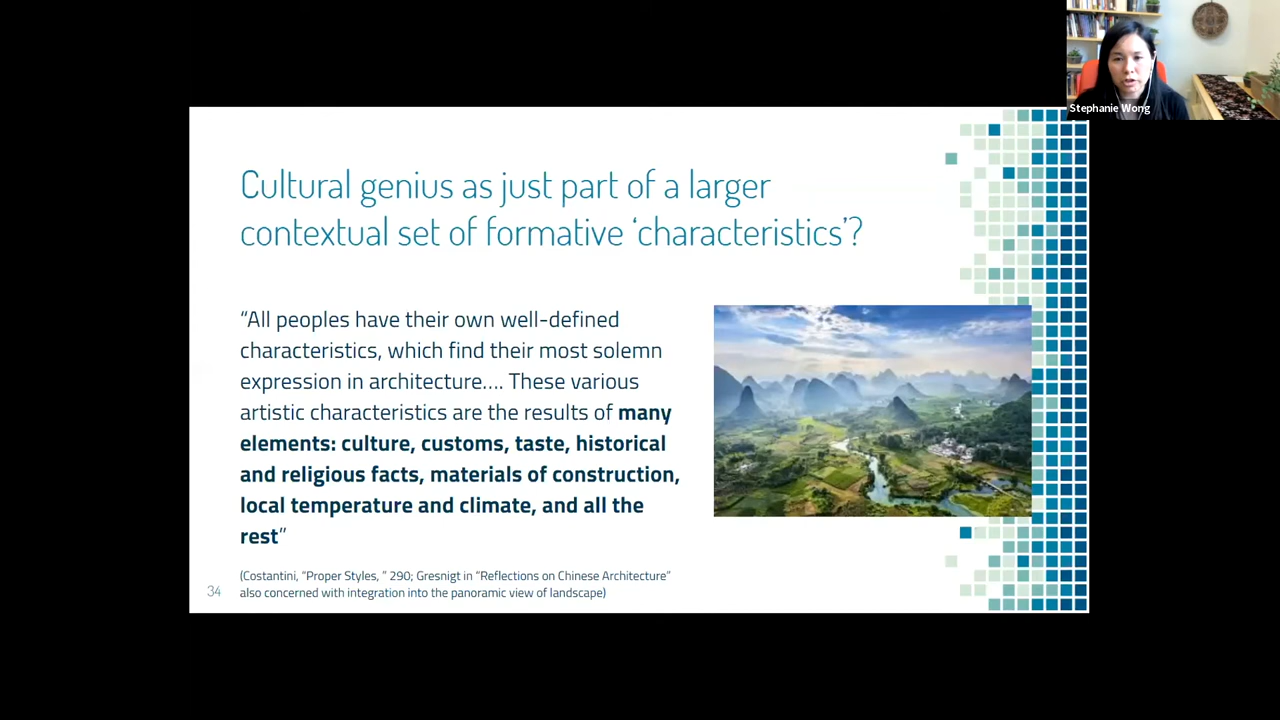 Stephanie Wong
Cultural genius as just part of a larger
contextual set of formative ‘characteristics’?
“All peoples have their own well-defined
characteristics, which find their most solemn
expression in architecture…. These various
artistic characteristics are the results of many
elements: culture, customs, taste, historical
and religious facts, materials of construction,
local temperature and climate, and all the
rest”
(Costantini, “Proper Styles, ” 290; Gresnigt in “Reflections on Chinese Architecture”
also concerned with integration into the panoramic view of landscape)
34